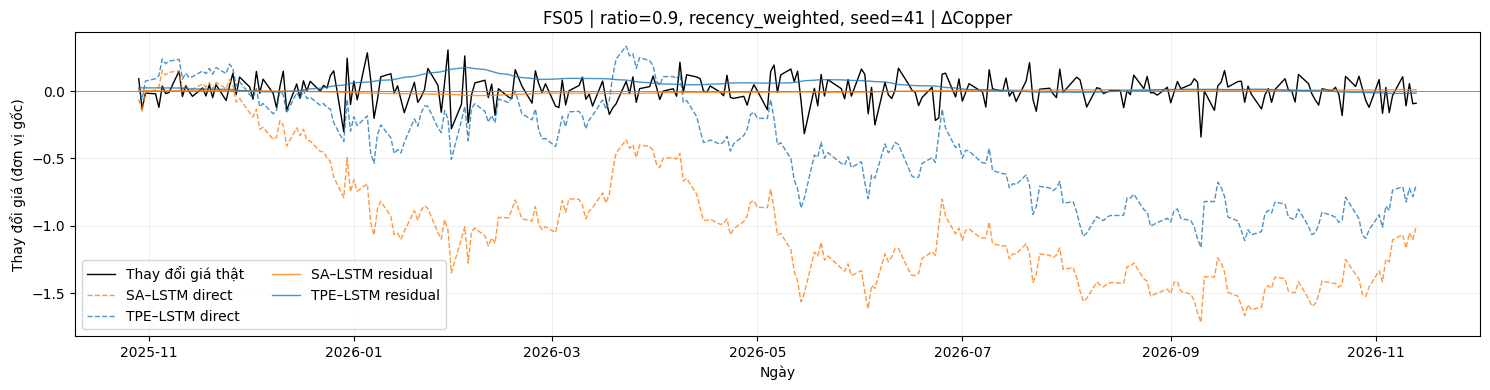 FS05 | ratio=0.9, recency_weighted, seed=41 | ΔCopper
Thay đổi giá (đơn vị gốc)
0.0
−0.5
−1.0
−1.5
Thay đổi giá thật
SA–LSTM direct
TPE–LSTM direct
SA–LSTM residual
TPE–LSTM residual
2025-11
2026-01
2026-03
2026-05
2026-07
2026-09
2026-11
Ngày